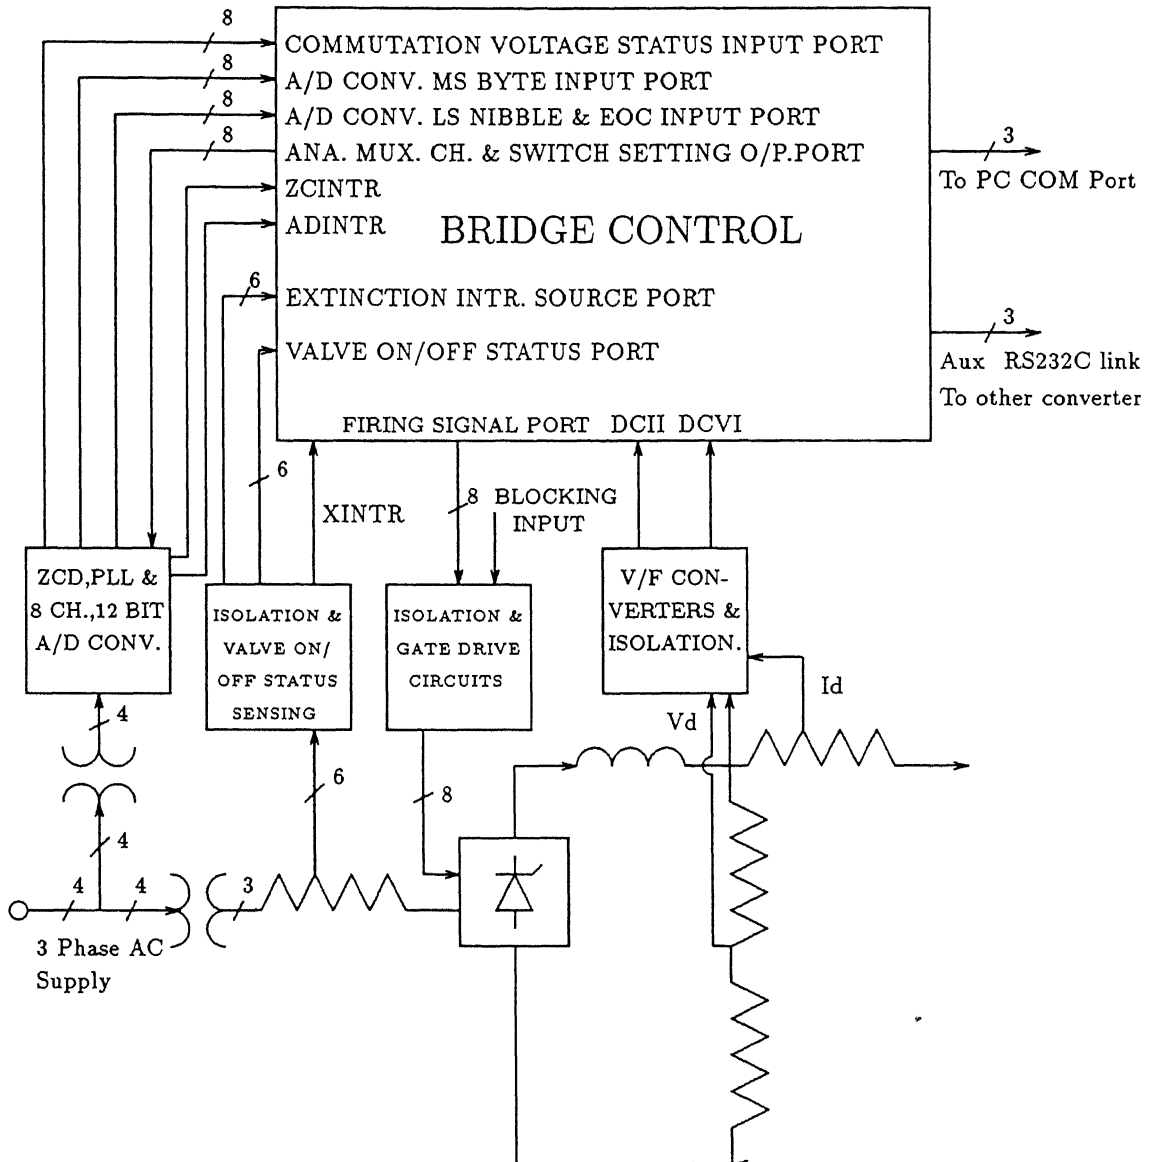 8
COMMUTATION VOLTAGE STATUS INPUT PORT
8
A/D CONV. MS BYTE INPUT PORT
8
A/D CONV. LS NIBBLE & EOC INPUT PORT
8
ANA. MUX. CH. & SWITCH SETTING O/P.PORT
3
To PC COM Port
ZCINTR
ADINTR
BRIDGE CONTROL
6
EXTINCTION INTR. SOURCE PORT
3
VALVE ON/OFF STATUS PORT
Aux RS232C link
To other converter
FIRING SIGNAL PORT DCII DCVI
6
XINTR
8
BLOCKING
INPUT
ZCD,PLL &
8 CH.,12 BIT
A/D CONV.
ISOLATION &
VALVE ON/
OFF STATUS
SENSING
ISOLATION &
GATE DRIVE
CIRCUITS
V/F CON-
VERTERS &
ISOLATION.
Id
Vd
4
6
8
4
4
4
3
3 Phase AC
Supply